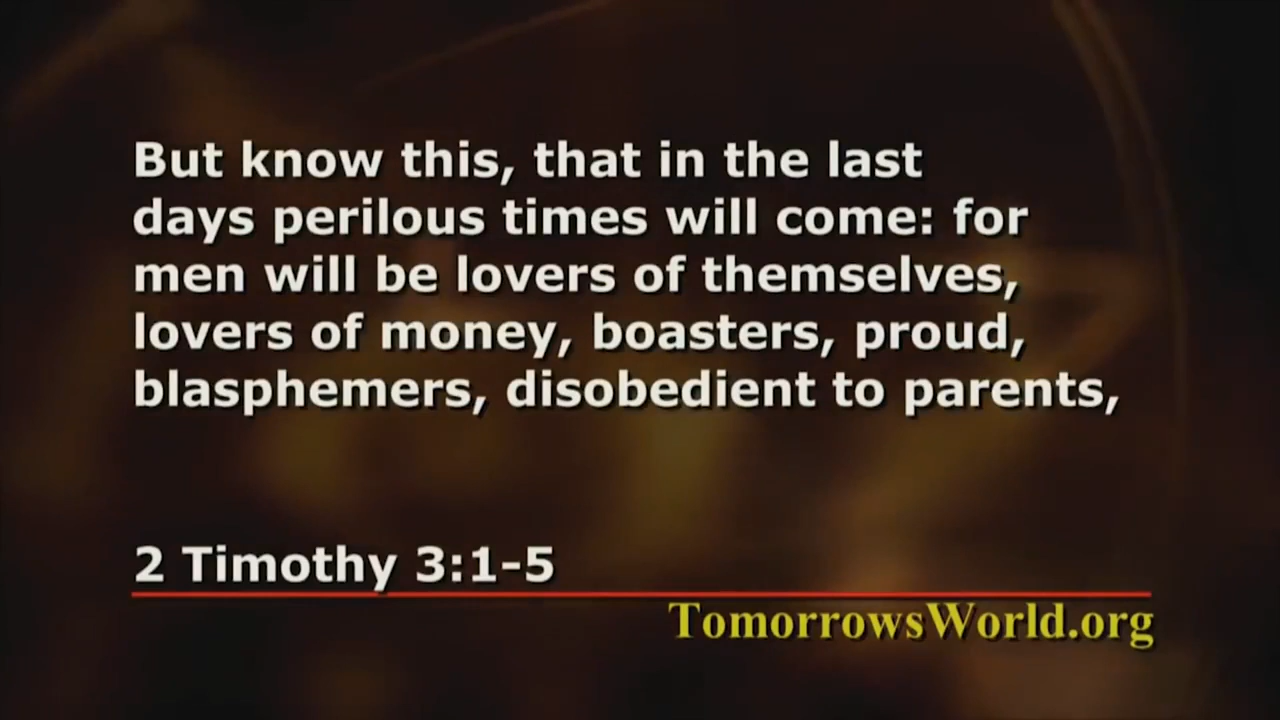 But know this, that in the last
days perilous times will come: for
men will be lovers of themselves,
lovers of money, boasters, proud,
blasphemers, disobedient to parents,
2 Timothy 3:1-5
TomorrowsWorld.org